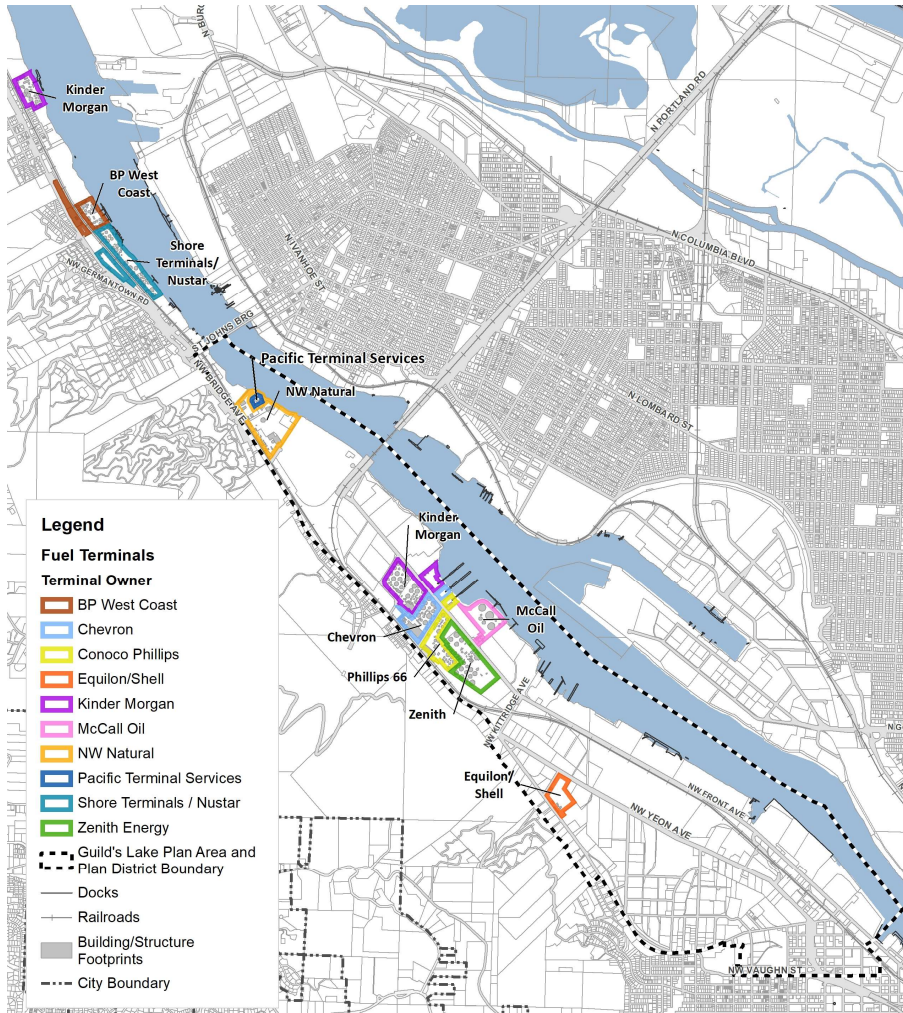 N BURG
Kinder
Morgan
N PORTLAND RD
BP West
Coast
N COLUMBIA BLVD
N IVANHOE ST
Shore
Terminals/
Nustar
NW GERMANTOWN RD
ST JOHNS BRG
Pacific Terminal Services
NW BRIDGE AVE
NW Natural
N LOMBARD ST
Kinder
Morgan
McCall
Oil
Chevron
Phillips 66
Zenith
NW KITTRIDGE AVE
N G
Equilon/
Shell
NW FRONT AVE
NW YEON AVE
NW VAUGHN ST
Legend
Fuel Terminals
Terminal Owner
BP West Coast
Chevron
Conoco Phillips
Equilon/Shell
Kinder Morgan
McCall Oil
NW Natural
Pacific Terminal Services
Shore Terminals / Nustar
Zenith Energy
Guild's Lake Plan Area and
Plan District Boundary
Docks
Railroads
Building/Structure
Footprints
City Boundary